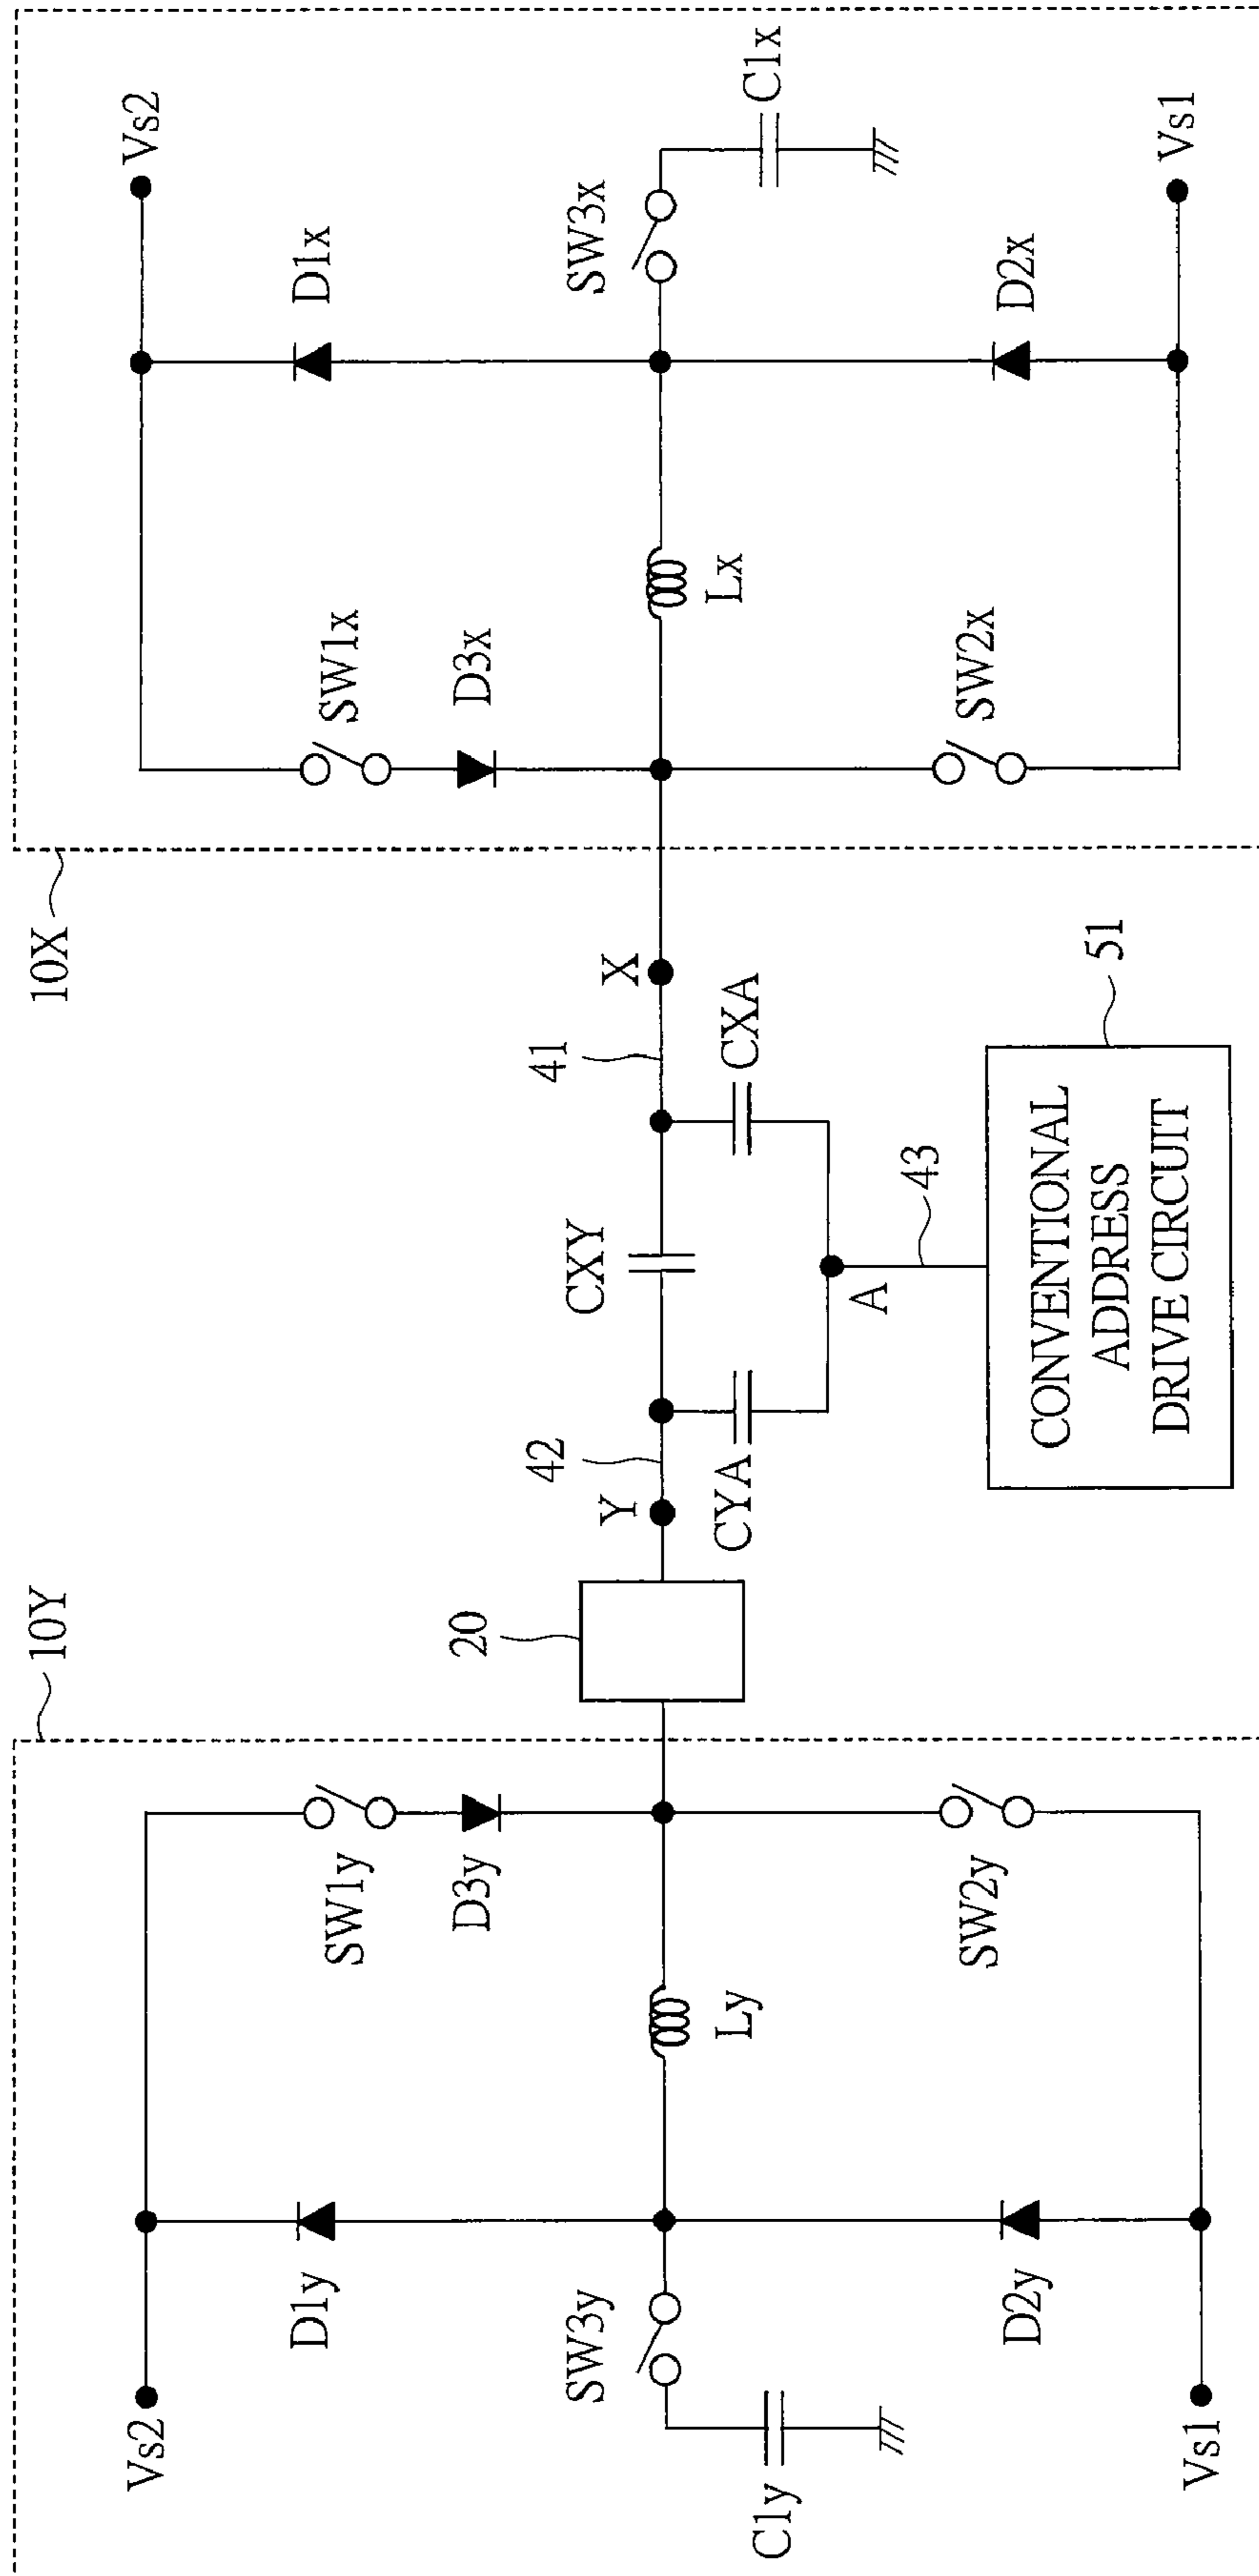 10Y
10X
Vs2
D1y
SW1y
D3y
SW3y
C1y
Ly
D2y
SW2y
Vs1
20
Y
42
CYA
CXY
41
X
CXA
A
43
CONVENTIONAL
ADDRESS
DRIVE CIRCUIT
51
SW1x
D3x
Lx
SW2x
Vs2
D1x
SW3x
C1x
D2x
Vs1